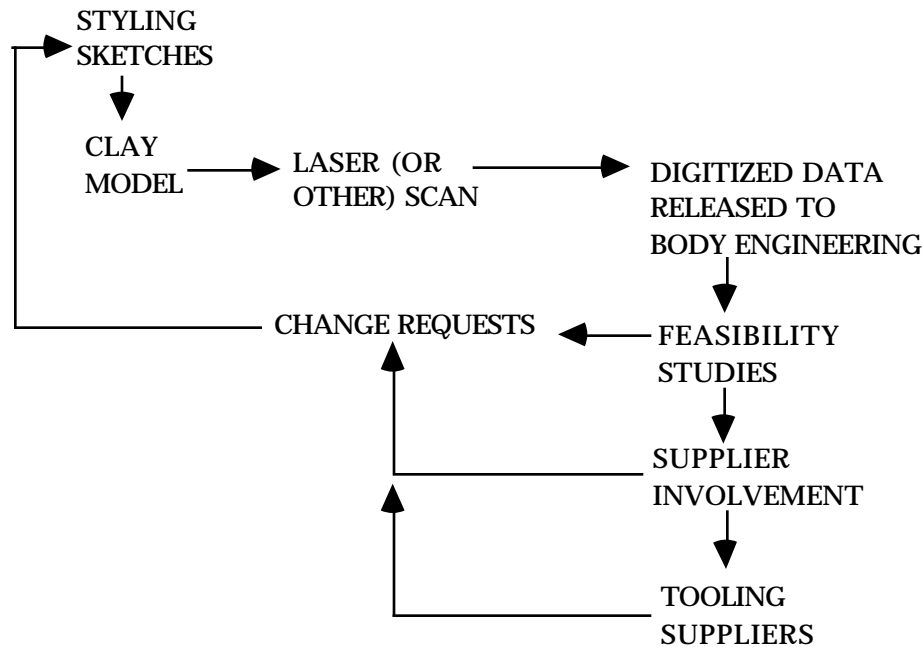 STYLING
SKETCHES
CLAY
MODEL
LASER (OR
OTHER) SCAN
DIGITIZED DATA
RELEASED TO
BODY ENGINEERING
CHANGE REQUESTS
FEASIBILITY
STUDIES
SUPPLIER
INVOLVEMENT
TOOLING
SUPPLIERS